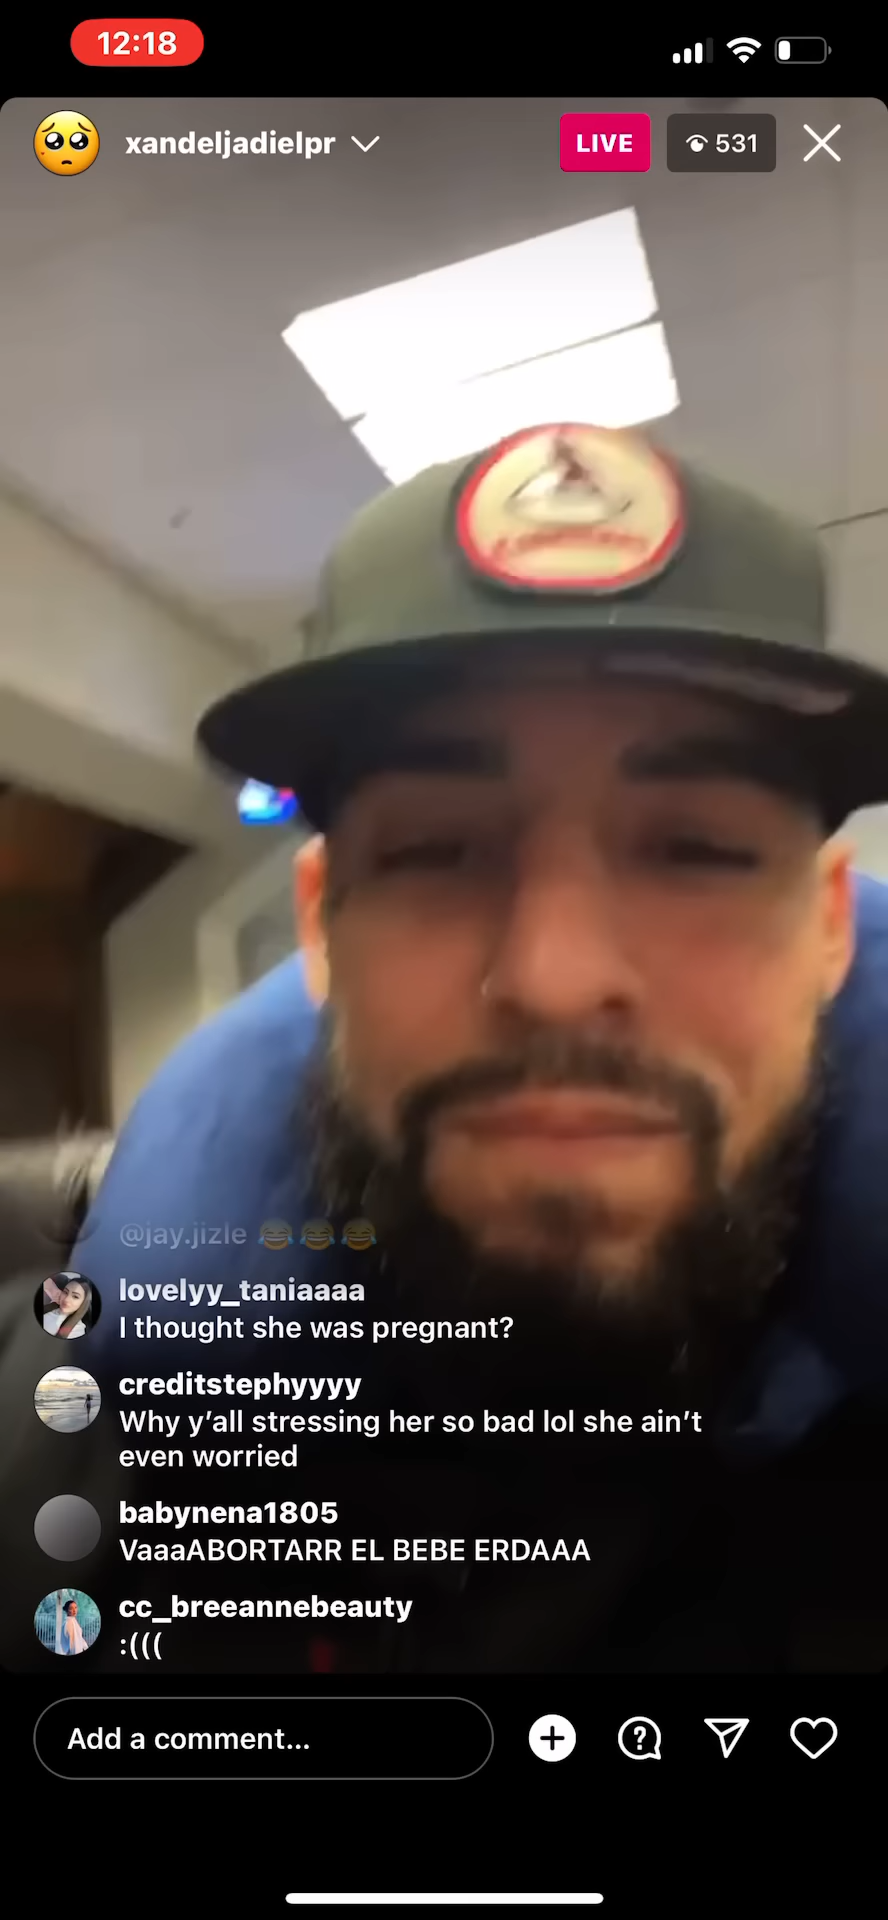 12:18
xandeljadielpr
LIVE
531
@jay.jizle 😂😂😂
lovelyy_taniaaaa
I thought she was pregnant?
creditstephyyyy
Why y’all stressing her so bad lol she ain’t
even worried
babynena1805
VaaaABORTARR EL BEBE ERDAAA
cc_breeannebeauty
:(((
Add a comment...